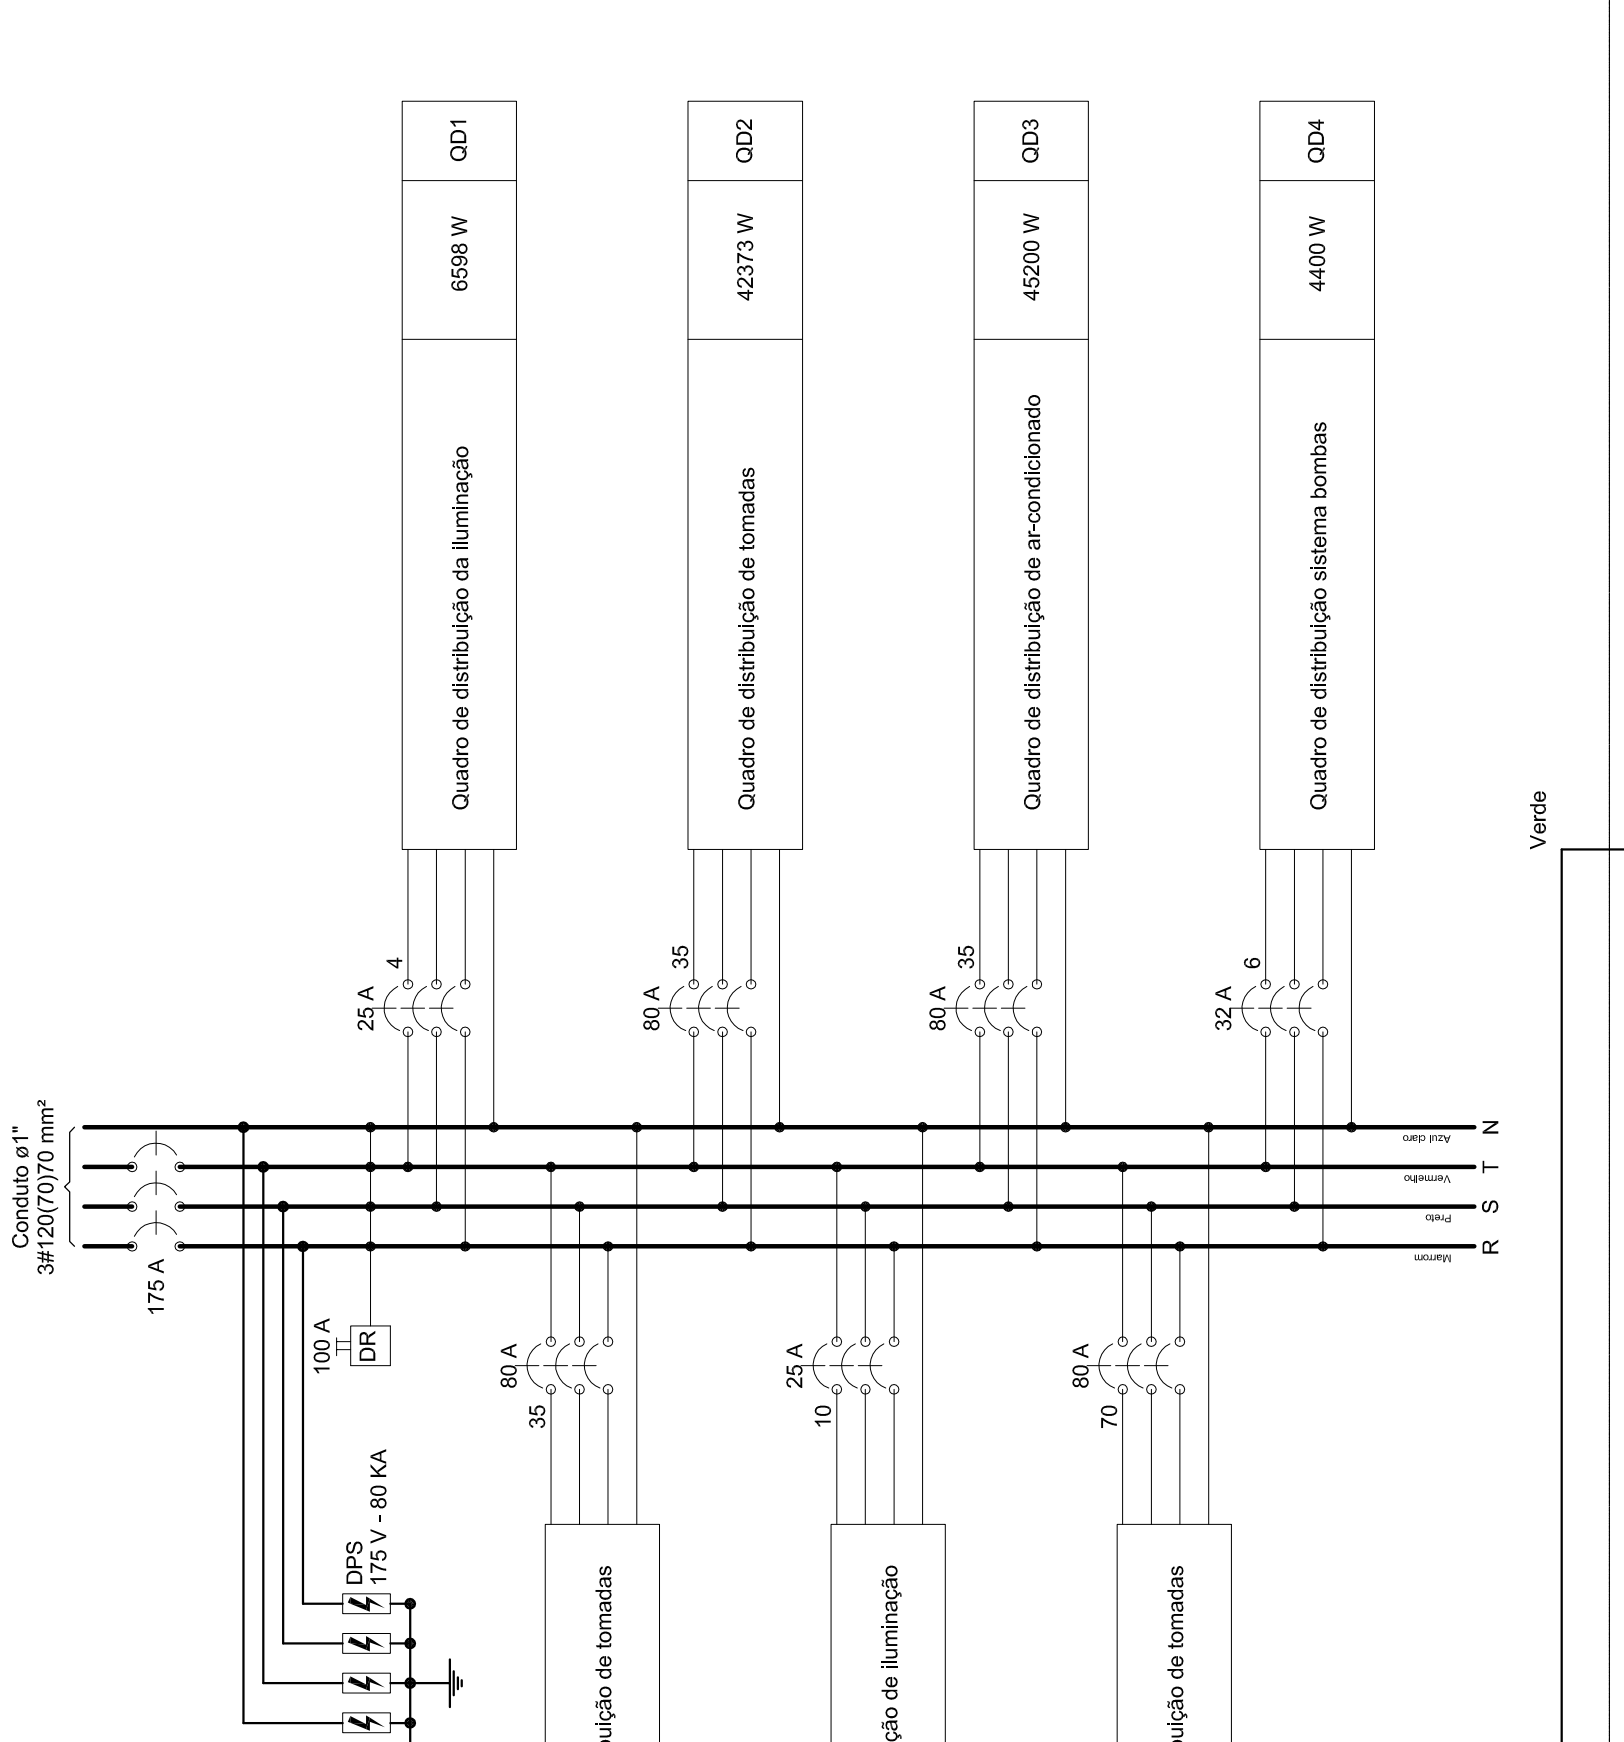 Conduto ø1"
3#120(70)70 mm²
175 A
100 A
DR
DPS
175 V - 80 KA
QD1
6598 W
Quadro de distribuição da iluminação
25 A
4
QD2
42373 W
Quadro de distribuição de tomadas
80 A
35
QD3
45200 W
Quadro de distribuição de ar-condicionado
80 A
35
QD4
4400 W
Quadro de distribuição sistema bombas
32 A
6
Azul claro
N
Vermelho
T
Preto
S
Marrom
R
Verde
80 A
35
buição de tomadas
25 A
10
ção de iluminação
80 A
70
buição de tomadas